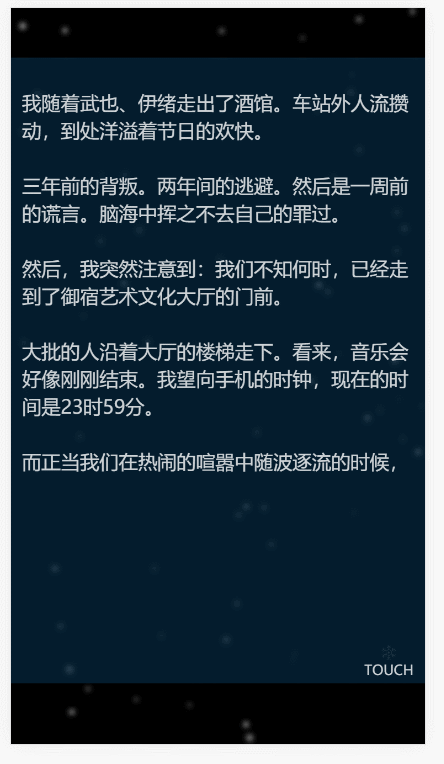 我随着武也、伊绪走出了酒馆。车站外人流攒
动，到处洋溢着节日的欢快。
三年前的背叛。两年间的逃避。然后是一周前
的谎言。脑海中挥之不去自己的罪过。
然后，我突然注意到：我们不知何时，已经走
到了御宿艺术文化大厅的门前。
大批的人沿着大厅的楼梯走下。看来，音乐会
好像刚刚结束。我望向手机的时钟，现在的时
间是23时59分。
而正当我们在热闹的喧嚣中随波逐流的时候，
TOUCH